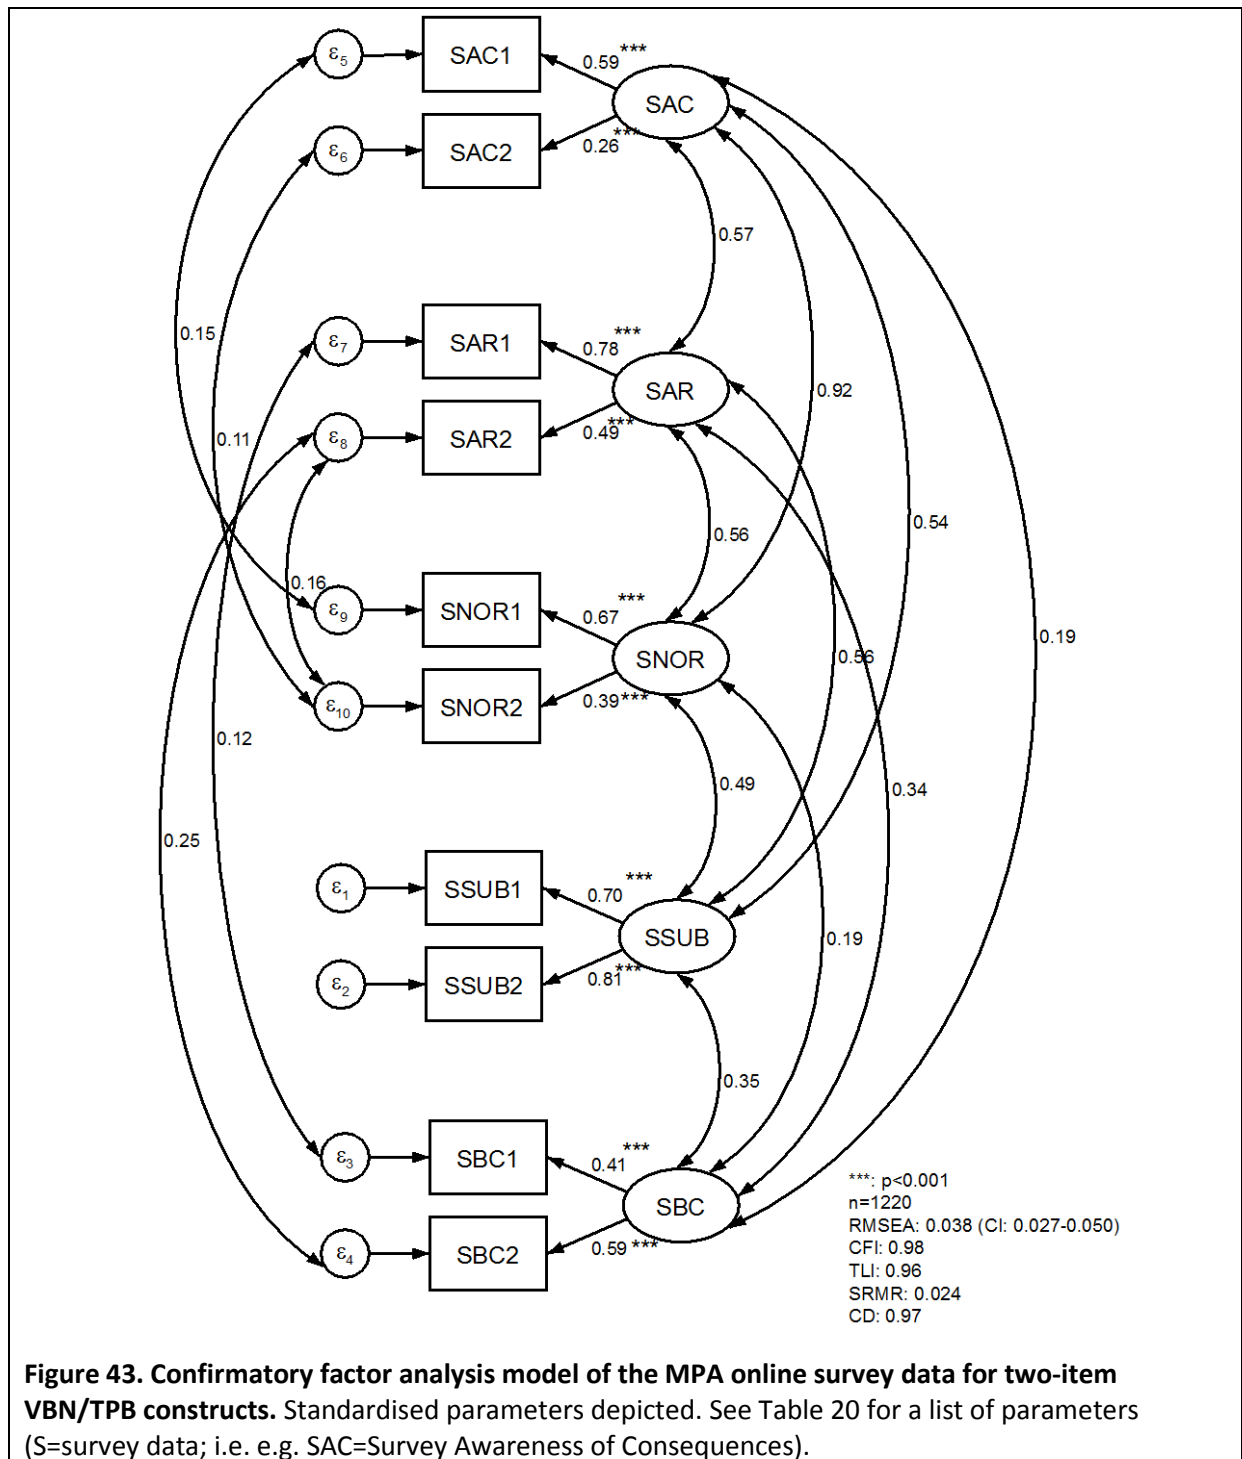 ε5
SAC1
0.59***
SAC
ε6
SAC2
0.26***
0.57
0.15
ε7
SAR1
0.78***
SAR
0.92
0.11
ε8
SAR2
0.49***
0.54
0.56
0.16
ε9
SNOR1
0.67***
0.19
SNOR
0.56
ε10
SNOR2
0.39***
0.12
0.49
0.34
0.25
ε1
SSUB1
0.70***
SSUB
0.19
ε2
SSUB2
0.81***
0.35
ε3
SBC1
0.41***
SBC
ε4
SBC2
0.59***
***: p<0.001
n=1220
RMSEA: 0.038 (CI: 0.027-0.050)
CFI: 0.98
TLI: 0.96
SRMR: 0.024
CD: 0.97
Figure 43. Confirmatory factor analysis model of the MPA online survey data for two-item
VBN/TPB constructs. Standardised parameters depicted. See Table 20 for a list of parameters
(S=survey data; i.e. e.g. SAC=Survey Awareness of Consequences).